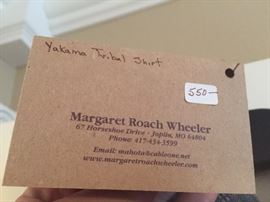 Yakama Tribal Shirt
550-
Margaret Roach Wheeler
67 Horseshoe Drive • Joplin, MO 64804
Phone: 417-434-3599
Email: mahota@cableone.net
www.margaretroachwheeler.com